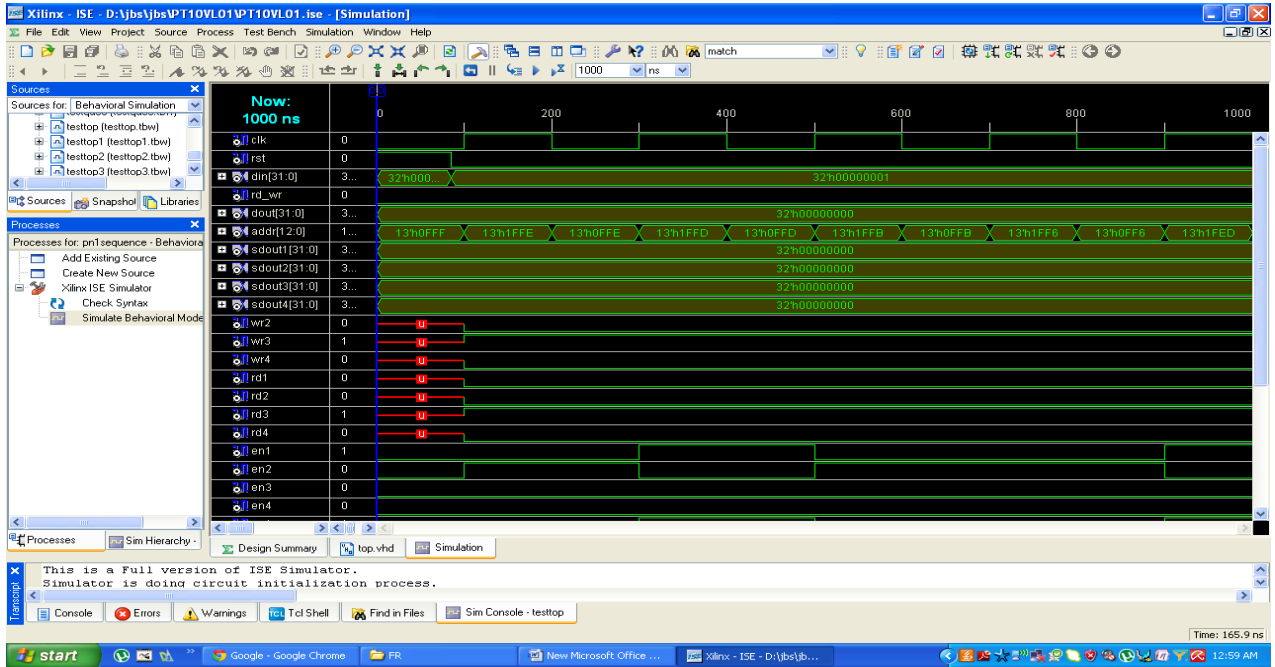 Xilinx - ISE - D:\jbs\jbs\PT10VL01\PT10VL01.ise - [Simulation]
File Edit View Project Source Process Test Bench Simulation Window Help
match
1000 ns
Sources
Sources for: Behavioral Simulation
testtop (testtop.tbw)
testtop1 (testtop1.tbw)
testtop2 (testtop2.tbw)
testtop3 (testtop3.tbw)
Sources Snapshol Libraries
Processes
Processes for: pn1sequence - Behaviora
Add Existing Source
Create New Source
Xilinx ISE Simulator
Check Syntax
Simulate Behavioral Mode
Processes Sim Hierarchy -
Now:
1000 ns
0 200 400 600 800 1000
clk 0
rst 0
din[31:0] 3... 32'h000... 32'h00000001
rd_wr 0
dout[31:0] 3... 32'h00000000
addr[12:0] 1... 13'h0FFF 13'h1FFE 13'h0FFE 13'h1FFD 13'h0FFD 13'h1FFB 13'h0FFB 13'h1FF6 13'h0FF6 13'h1FED
sdout1[31:0] 3... 32'h00000000
sdout2[31:0] 3... 32'h00000000
sdout3[31:0] 3... 32'h00000000
sdout4[31:0] 3... 32'h00000000
wr2 0 U
wr3 1 U
wr4 0 U
rd1 0 U
rd2 0 U
rd3 1 U
rd4 0 U
en1 1
en2 0
en3 0
en4 0
Design Summary top.vhd Simulation
Transcript
This is a Full version of ISE Simulator.
Simulator is doing circuit initialization process.
Console Errors Warnings Tcl Shell Find in Files Sim Console - testtop
Time: 165.9 ns
start Google - Google Chrome FR New Microsoft Office ... Xilinx - ISE - D:\jbs\jb... 12:59 AM